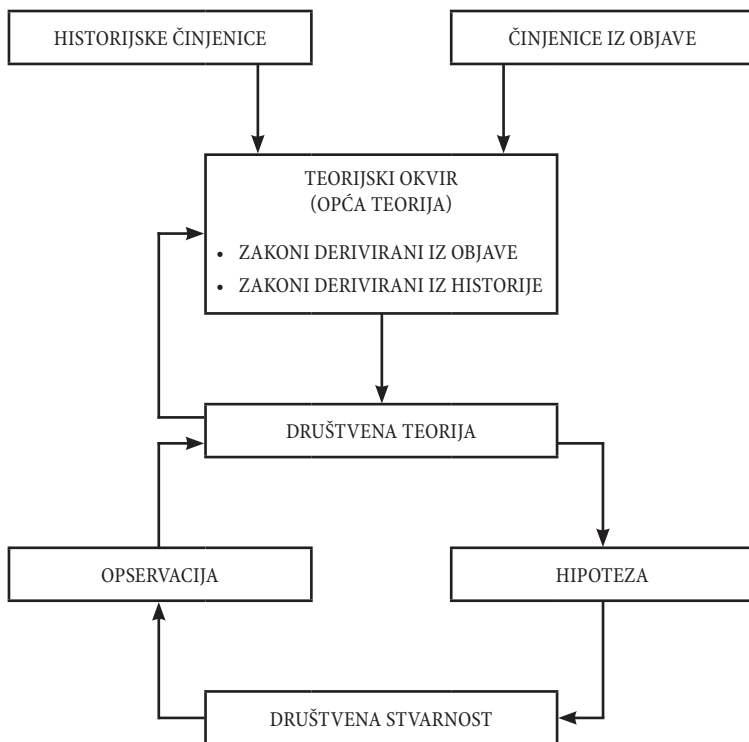 HISTORIJSKE ČINJENICE
ČINJENICE IZ OBJAVE
TEORIJSKI OKVIR
(OPĆA TEORIJA)
• ZAKONI DERIVIRANI IZ OBJAVE
• ZAKONI DERIVIRANI IZ HISTORIJE
DRUŠTVENA TEORIJA
OPSERVACIJA
HIPOTEZA
DRUŠTVENA STVARNOST